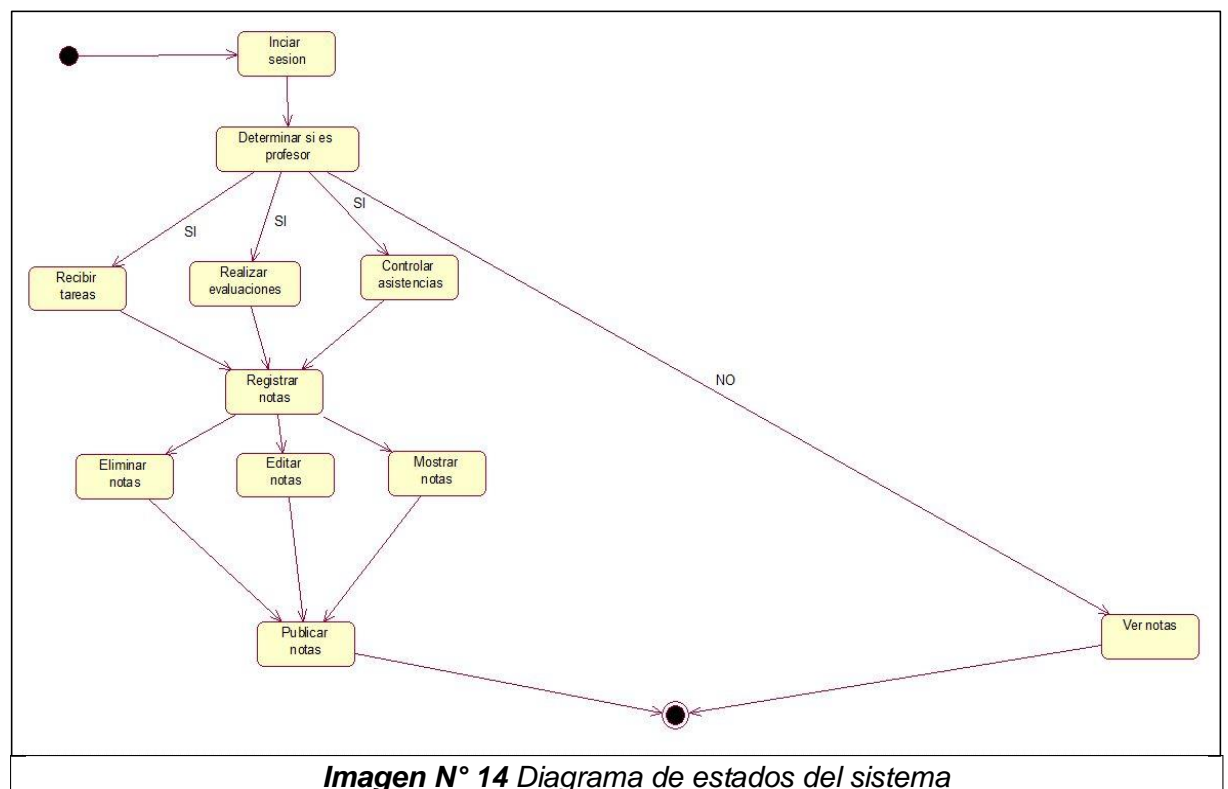 Inciar
sesion
Determinar si es
profesor
SI
SI
SI
Recibir
tareas
Realizar
evaluaciones
Controlar
asistencias
Registrar
notas
NO
Eliminar
notas
Editar
notas
Mostrar
notas
Publicar
notas
Ver notas
Imagen N° 14 Diagrama de estados del sistema